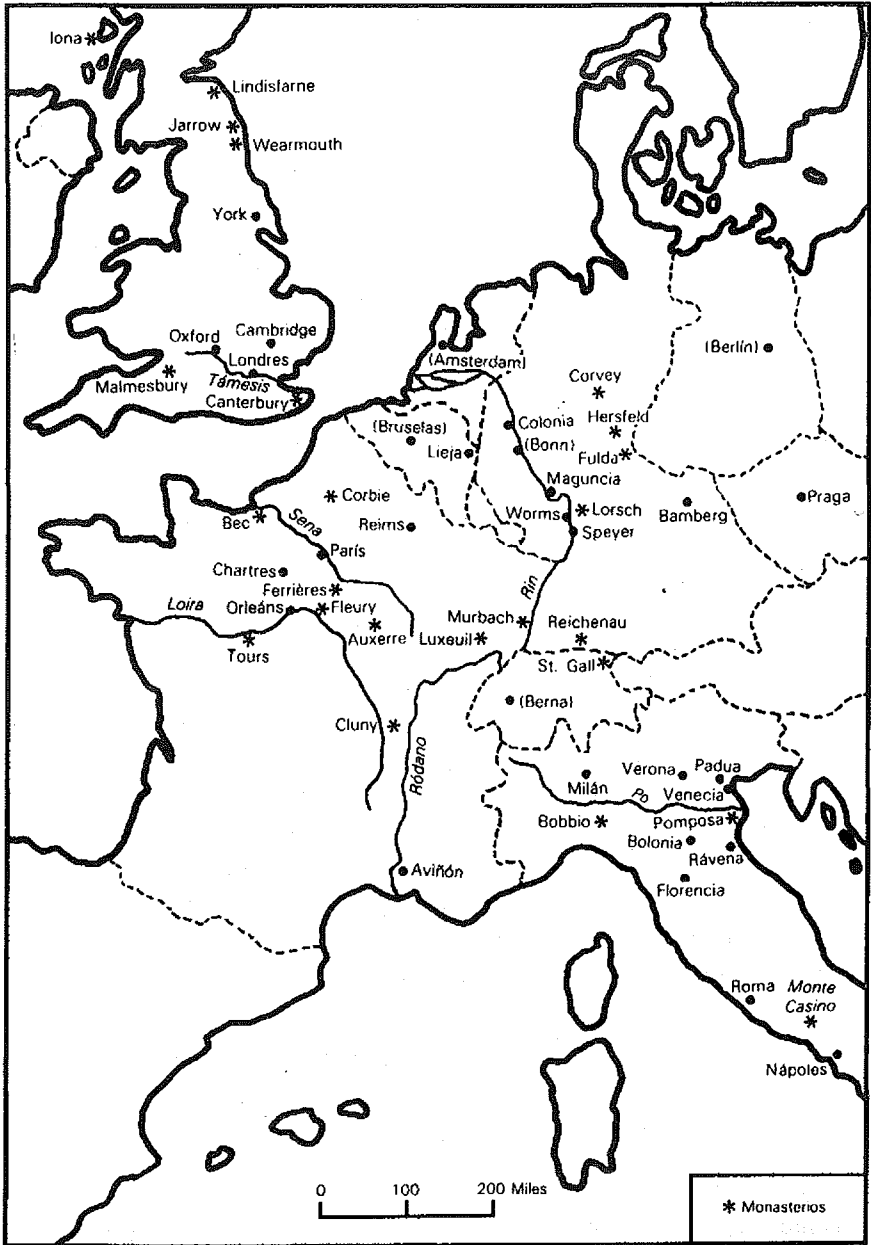 Iona
Lindisfarne
Jarrow
Wearmouth
York
Oxford
Cambridge
Londres
Malmesbury
Támesis
Canterbury
(Amsterdam)
(Berlín)
Corvey
(Bruselas)
Colonia
Hersfeld
Lieja
(Bonn)
Fulda
Maguncia
Corbie
Lorsch
Praga
Bec
Sena
Reims
Worms
Speyer
Bamberg
París
Chartres
Ferrières
Rin
Loira
Orleáns
Fleury
Murbach
Reichenau
Auxerre
Luxeuil
Tours
St. Gall
(Berna)
Cluny
Ródano
Milán
Verona
Padua
Venecia
Po
Bobbio
Pomposa
Bolonia
Rávena
Aviñón
Florencia
Roma
Monte
Casino
Nápoles
0 100 200 Miles
* Monasterios